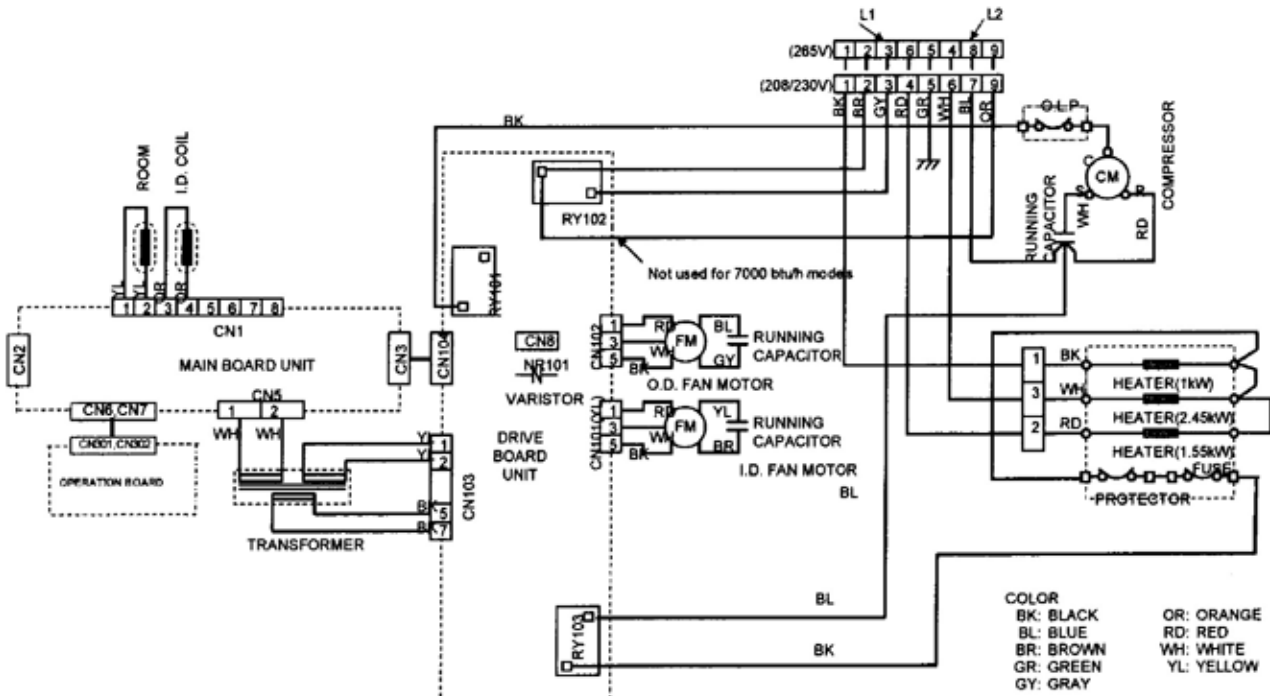 L1 L2
(265V) 1 2 3 6 5 4 8 9
(208/230V) 1 2 3 4 5 6 7 9
BK BR GY RD GR WH BL OR
BK
O.L.P
C
CM
S R
WH
RD
COMPRESSOR
RUNNING
CAPACITOR
ROOM
I.D. COIL
YL YL OR OR
1 2 3 4 5 6 7 8
CN1
RY102
Not used for 7000 btu/h models
RY101
CN2
MAIN BOARD UNIT
CN3
CN104
CN8
NR101
VARISTOR
CN102
1 RD
3 WH
5 BK
FM
BL
GY
RUNNING
CAPACITOR
O.D. FAN MOTOR
CN101(YL)
1 RD
3 WH
5 BK
FM
YL
BR
RUNNING
CAPACITOR
I.D. FAN MOTOR
CN6,CN7
CN301,CN302
OPERATION BOARD
CN5
1 2
WH WH
TRANSFORMER
YL 1
YL 2
BK 5
BK 7
CN103
DRIVE
BOARD
UNIT
1 BK
3 WH
2 RD
HEATER(1kW)
HEATER(2.45kW)
HEATER(1.55kW)
FUSE
PROTECTOR
BL
BL
RY103
BK
COLOR
BK: BLACK OR: ORANGE
BL: BLUE RD: RED
BR: BROWN WH: WHITE
GR: GREEN YL: YELLOW
GY: GRAY